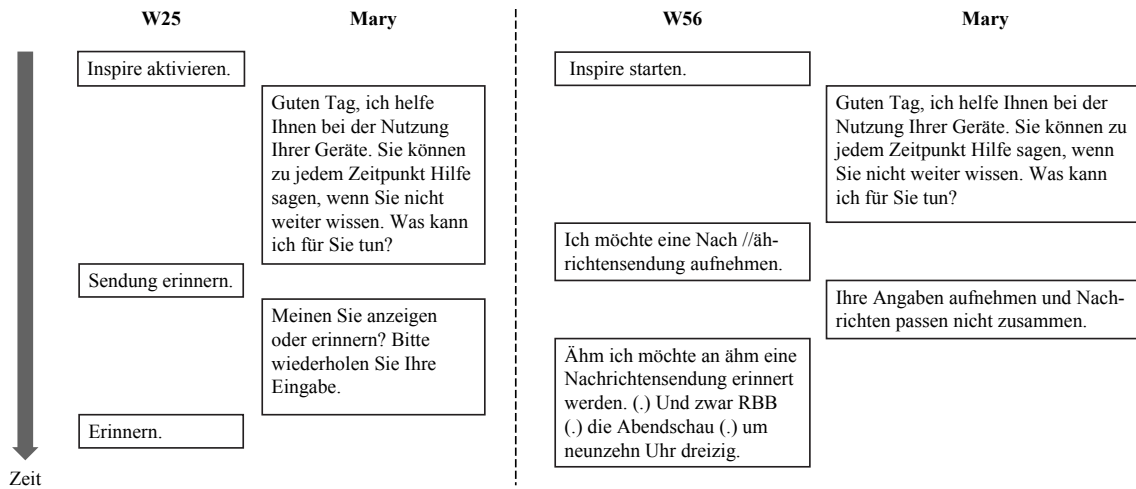 W25
Mary
Inspire aktivieren.
Guten Tag, ich helfe
Ihnen bei der Nutzung
Ihrer Geräte. Sie können
zu jedem Zeitpunkt Hilfe
sagen, wenn Sie nicht
weiter wissen. Was kann
ich für Sie tun?
Sendung erinnern.
Meinen Sie anzeigen
oder erinnern? Bitte
wiederholen Sie Ihre
Eingabe.
Erinnern.
Zeit
W56
Mary
Inspire starten.
Guten Tag, ich helfe Ihnen bei der
Nutzung Ihrer Geräte. Sie können zu
jedem Zeitpunkt Hilfe sagen, wenn
Sie nicht weiter wissen. Was kann
ich für Sie tun?
Ich möchte eine Nach //äh-
richtensendung aufnehmen.
Ihre Angaben aufnehmen und Nach-
richten passen nicht zusammen.
Ähm ich möchte an ähm eine
Nachrichtensendung erinnert
werden. (.) Und zwar RBB
(.) die Abendschau (.) um
neunzehn Uhr dreizig.